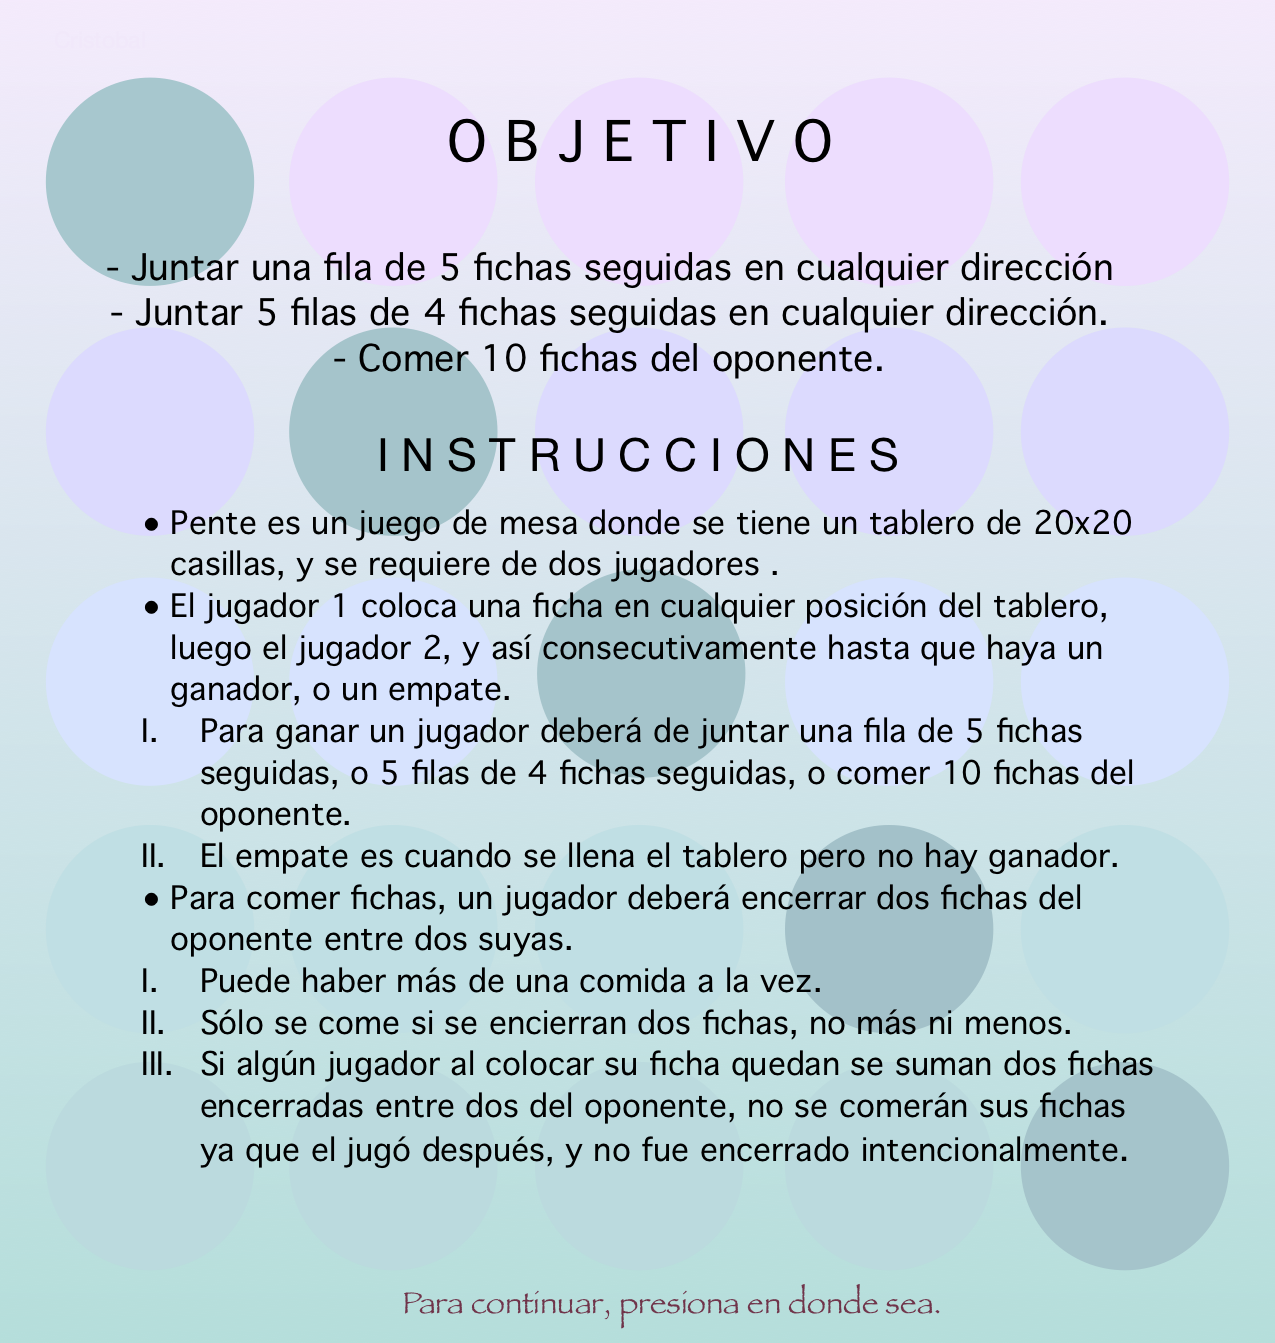 OBJETIVO
- Juntar una fila de 5 fichas seguidas en cualquier dirección
- Juntar 5 filas de 4 fichas seguidas en cualquier dirección.
- Comer 10 fichas del oponente.
INSTRUCCIONES
• Pente es un juego de mesa donde se tiene un tablero de 20x20
casillas, y se requiere de dos jugadores .
• El jugador 1 coloca una ficha en cualquier posición del tablero,
luego el jugador 2, y así consecutivamente hasta que haya un
ganador, o un empate.
I. Para ganar un jugador deberá de juntar una fila de 5 fichas
seguidas, o 5 filas de 4 fichas seguidas, o comer 10 fichas del
oponente.
II. El empate es cuando se llena el tablero pero no hay ganador.
• Para comer fichas, un jugador deberá encerrar dos fichas del
oponente entre dos suyas.
I. Puede haber más de una comida a la vez.
II. Sólo se come si se encierran dos fichas, no más ni menos.
III. Si algún jugador al colocar su ficha quedan se suman dos fichas
encerradas entre dos del oponente, no se comerán sus fichas
ya que el jugó después, y no fue encerrado intencionalmente.
Para continuar, presiona en donde sea.